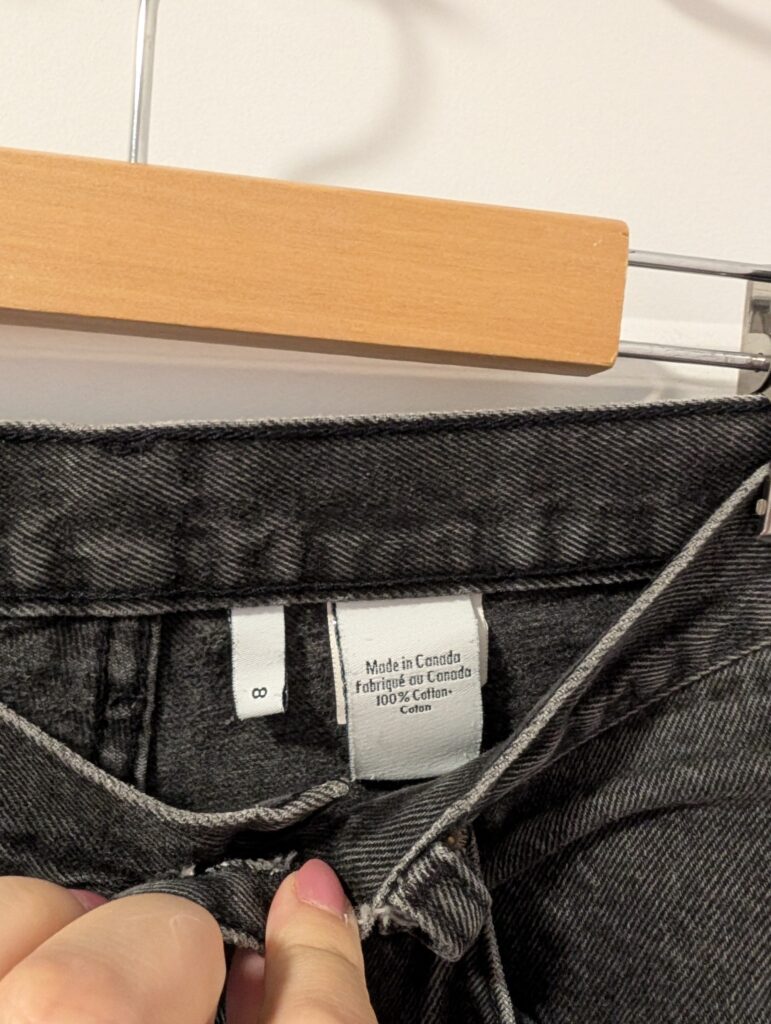 8
Made in Canada
Fabriqué au Canada
100% Cotton•
Coton